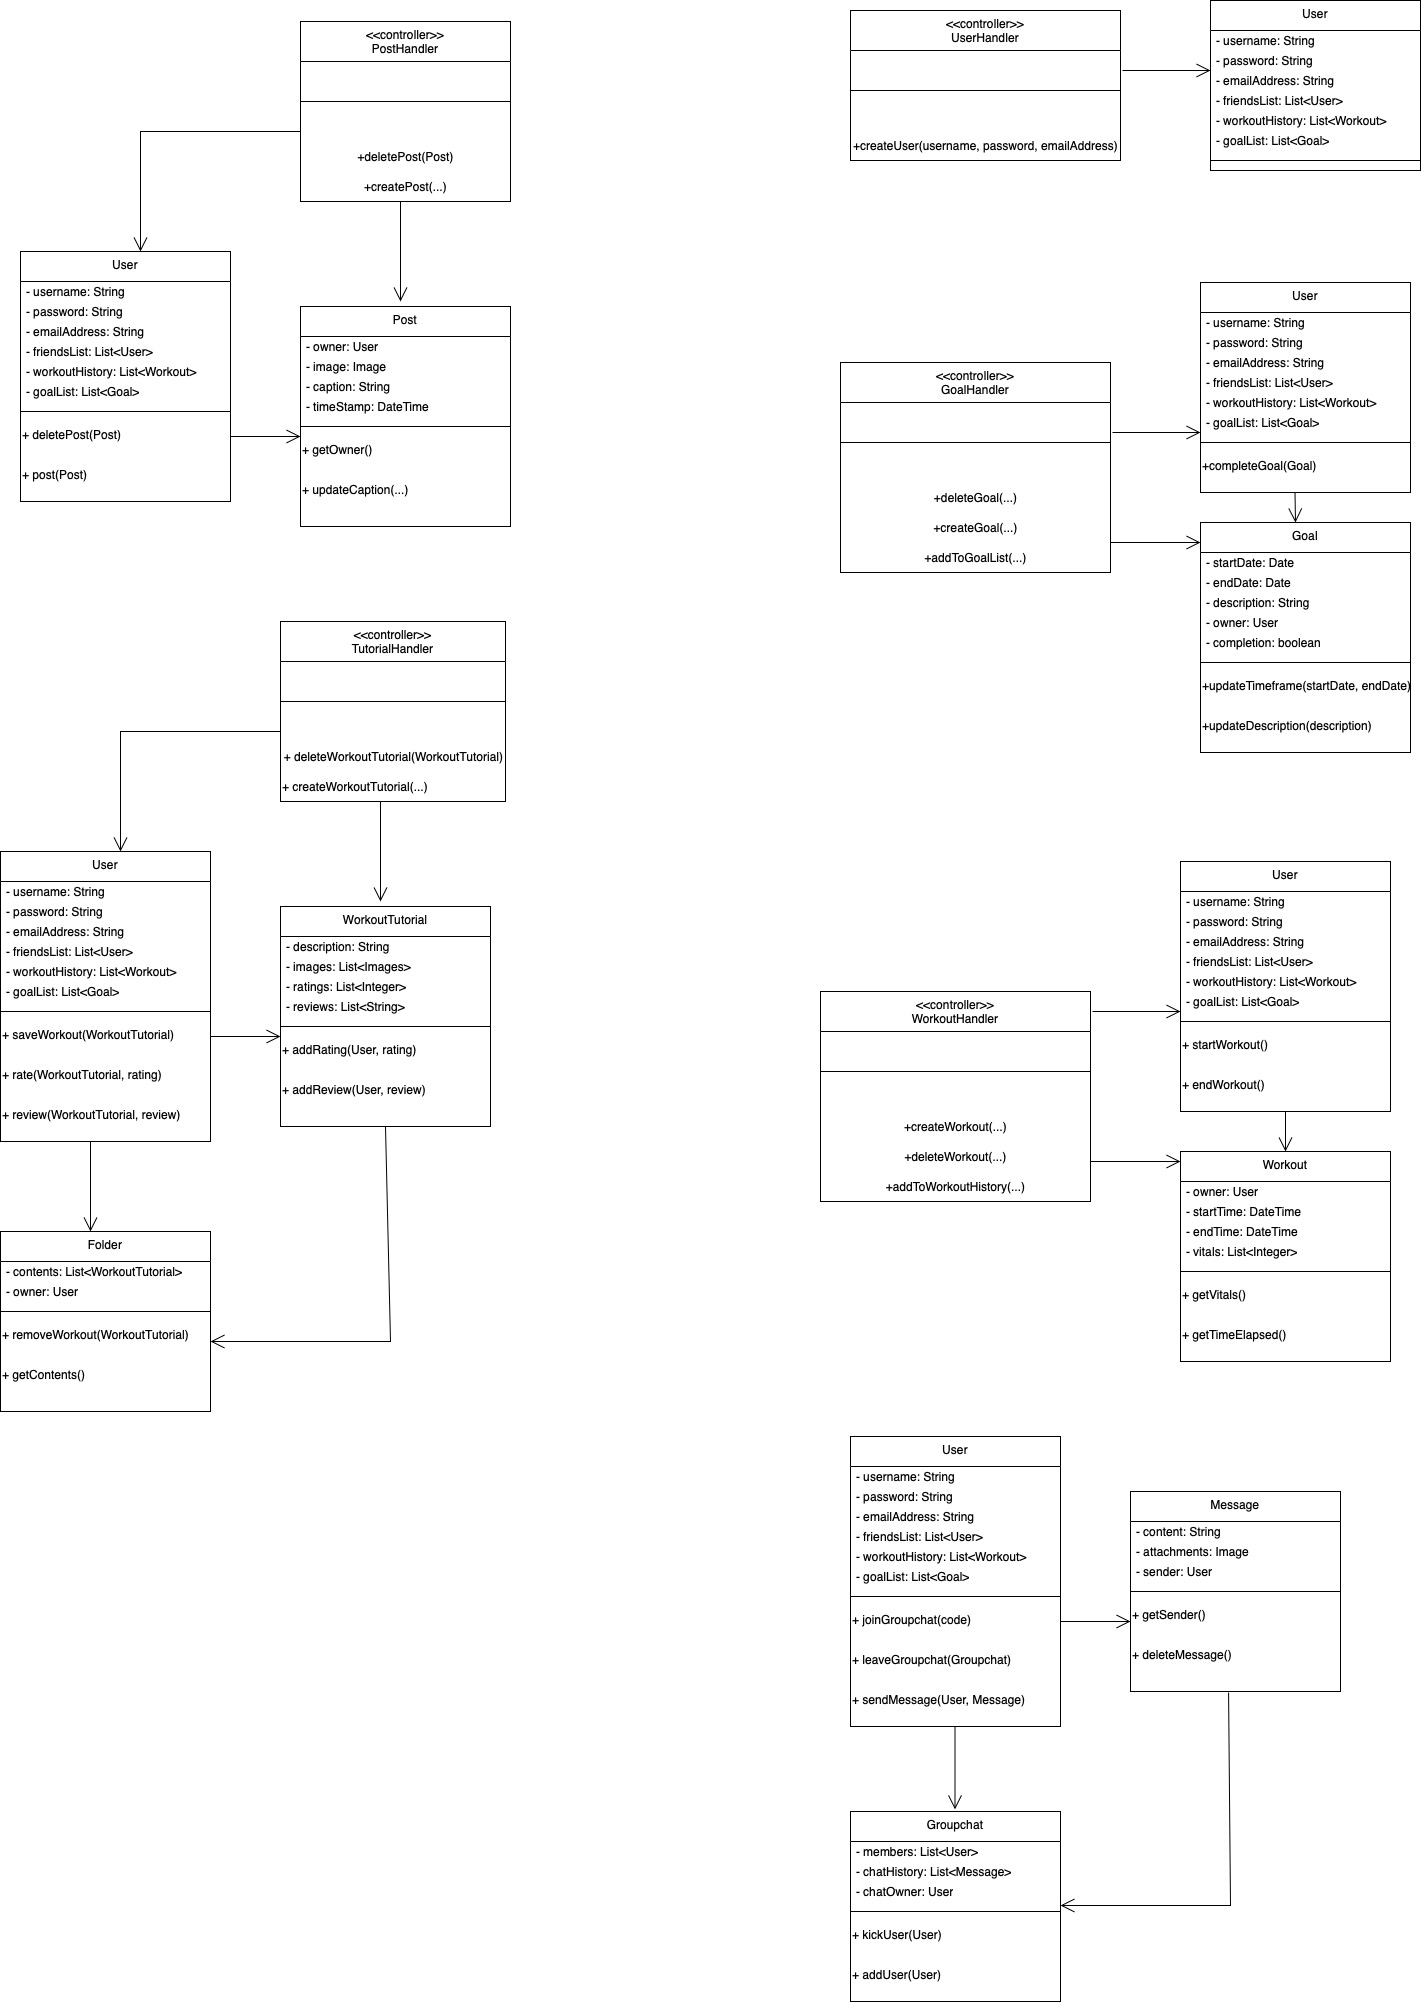 <<controller>>
PostHandler
+deletePost(Post)
+createPost(...)
User
- username: String
- password: String
- emailAddress: String
- friendsList: List<User>
- workoutHistory: List<Workout>
- goalList: List<Goal>
+ deletePost(Post)
+ post(Post)
Post
- owner: User
- image: Image
- caption: String
- timeStamp: DateTime
+ getOwner()
+ updateCaption(...)
<<controller>>
TutorialHandler
+ deleteWorkoutTutorial(WorkoutTutorial)
+ createWorkoutTutorial(...)
User
- username: String
- password: String
- emailAddress: String
- friendsList: List<User>
- workoutHistory: List<Workout>
- goalList: List<Goal>
+ saveWorkout(WorkoutTutorial)
+ rate(WorkoutTutorial, rating)
+ review(WorkoutTutorial, review)
WorkoutTutorial
- description: String
- images: List<Images>
- ratings: List<Integer>
- reviews: List<String>
+ addRating(User, rating)
+ addReview(User, review)
Folder
- contents: List<WorkoutTutorial>
- owner: User
+ removeWorkout(WorkoutTutorial)
+ getContents()
<<controller>>
UserHandler
+createUser(username, password, emailAddress)
User
- username: String
- password: String
- emailAddress: String
- friendsList: List<User>
- workoutHistory: List<Workout>
- goalList: List<Goal>
<<controller>>
GoalHandler
+deleteGoal(...)
+createGoal(...)
+addToGoalList(...)
User
- username: String
- password: String
- emailAddress: String
- friendsList: List<User>
- workoutHistory: List<Workout>
- goalList: List<Goal>
+completeGoal(Goal)
Goal
- startDate: Date
- endDate: Date
- description: String
- owner: User
- completion: boolean
+updateTimeframe(startDate, endDate)
+updateDescription(description)
<<controller>>
WorkoutHandler
+createWorkout(...)
+deleteWorkout(...)
+addToWorkoutHistory(...)
User
- username: String
- password: String
- emailAddress: String
- friendsList: List<User>
- workoutHistory: List<Workout>
- goalList: List<Goal>
+ startWorkout()
+ endWorkout()
Workout
- owner: User
- startTime: DateTime
- endTime: DateTime
- vitals: List<Integer>
+ getVitals()
+ getTimeElapsed()
User
- username: String
- password: String
- emailAddress: String
- friendsList: List<User>
- workoutHistory: List<Workout>
- goalList: List<Goal>
+ joinGroupchat(code)
+ leaveGroupchat(Groupchat)
+ sendMessage(User, Message)
Message
- content: String
- attachments: Image
- sender: User
+ getSender()
+ deleteMessage()
Groupchat
- members: List<User>
- chatHistory: List<Message>
- chatOwner: User
+ kickUser(User)
+ addUser(User)